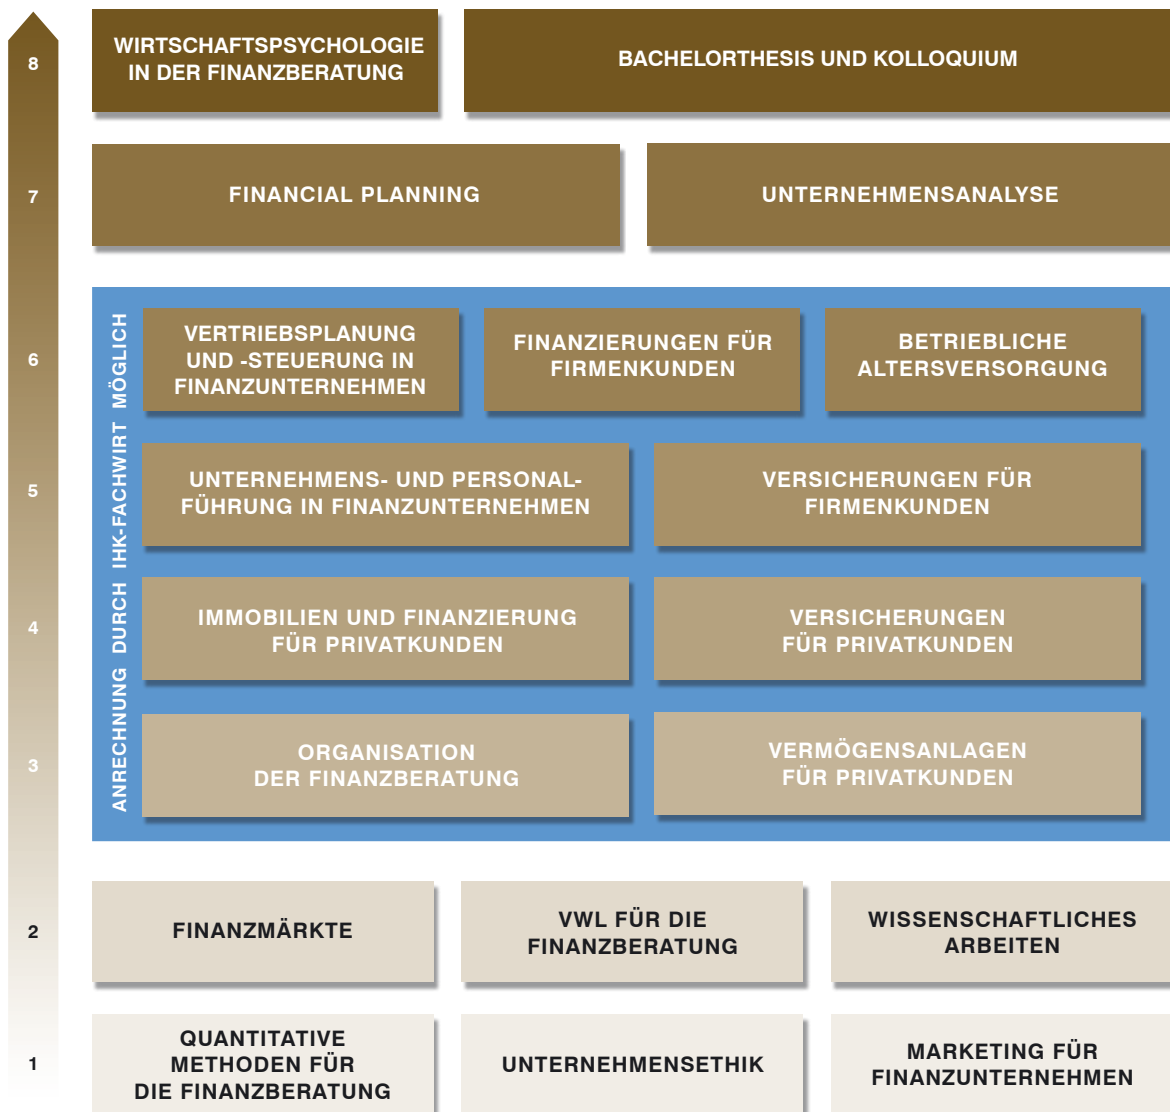 8
WIRTSCHAFTSPSYCHOLOGIE
IN DER FINANZBERATUNG
BACHELORTHESIS UND KOLLOQUIUM
7
FINANCIAL PLANNING
UNTERNEHMENSANALYSE
ANRECHNUNG DURCH IHK-FACHWIRT MÖGLICH
6
VERTRIEBSPLANUNG
UND -STEUERUNG IN
FINANZUNTERNEHMEN
FINANZIERUNGEN FÜR
FIRMENKUNDEN
BETRIEBLICHE
ALTERSVERSORGUNG
5
UNTERNEHMENS- UND PERSONAL-
FÜHRUNG IN FINANZUNTERNEHMEN
VERSICHERUNGEN FÜR
FIRMENKUNDEN
4
IMMOBILIEN UND FINANZIERUNG
FÜR PRIVATKUNDEN
VERSICHERUNGEN
FÜR PRIVATKUNDEN
3
ORGANISATION
DER FINANZBERATUNG
VERMÖGENSANLAGEN
FÜR PRIVATKUNDEN
2
FINANZMÄRKTE
VWL FÜR DIE
FINANZBERATUNG
WISSENSCHAFTLICHES
ARBEITEN
1
QUANTITATIVE
METHODEN FÜR
DIE FINANZBERATUNG
UNTERNEHMENSETHIK
MARKETING FÜR
FINANZUNTERNEHMEN